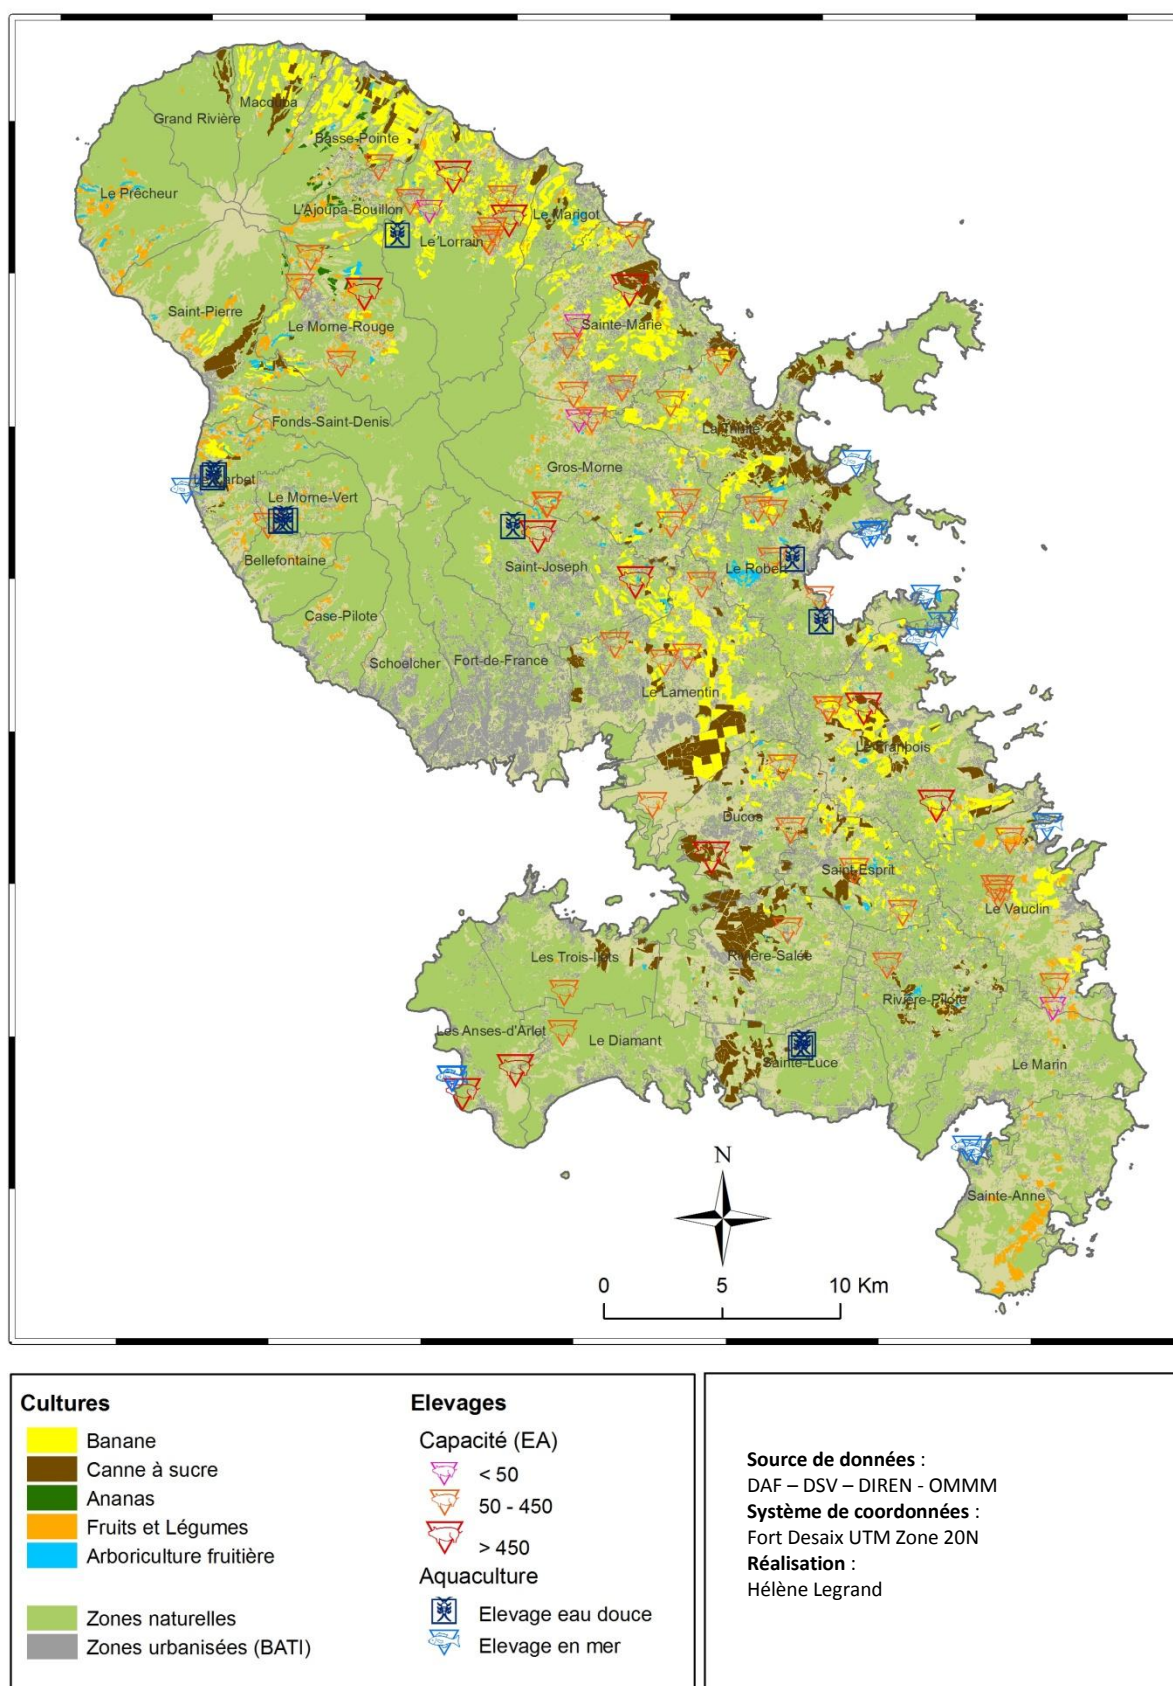 Macouba
Grand Rivière
Basse-Pointe
Le Prêcheur
L'Ajoupa-Bouillon
Le Marigot
Le Lorrain
Saint-Pierre
Sainte-Marie
Le Morne-Rouge
Fonds-Saint-Denis
La Trinité
Gros-Morne
Le Morne-Vert
Bellefontaine
Saint-Joseph
Case-Pilote
Schoelcher
Fort-de-France
Le Lamentin
Ducos
Saint-Esprit
Le Vauclin
Les Trois-Ilets
Rivière-Salée
Rivière-Pilote
Les Anses-d'Arlet
Le Diamant
Sainte-Luce
Le Marin
N
Sainte-Anne
0 5 10 Km
Cultures
Banane
Canne à sucre
Ananas
Fruits et Légumes
Arboriculture fruitière
Zones naturelles
Zones urbanisées (BATI)
Elevages
Capacité (EA)
< 50
50 - 450
> 450
Aquaculture
Elevage eau douce
Elevage en mer
Source de données :
DAF – DSV – DIREN - OMMM
Système de coordonnées :
Fort Desaix UTM Zone 20N
Réalisation :
Hélène Legrand